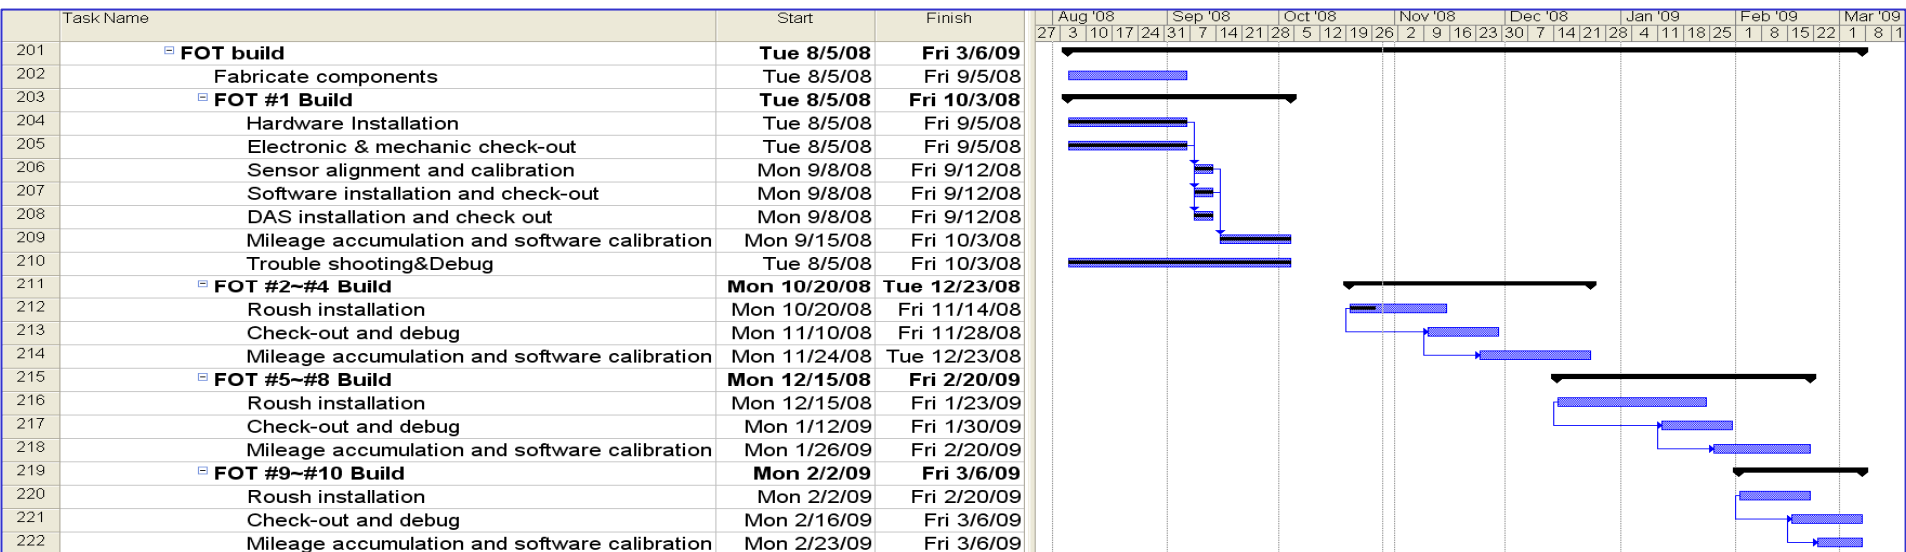 Task Name Start Finish Aug '08 Sep '08 Oct '08 Nov '08 Dec '08 Jan '09 Feb '09 Mar '09
27 3 10 17 24 31 7 14 21 28 5 12 19 26 2 9 16 23 30 7 14 21 28 4 11 18 25 1 8 15 22 1 8 1
201 FOT build Tue 8/5/08 Fri 3/6/09
202 Fabricate components Tue 8/5/08 Fri 9/5/08
203 FOT #1 Build Tue 8/5/08 Fri 10/3/08
204 Hardware Installation Tue 8/5/08 Fri 9/5/08
205 Electronic & mechanic check-out Tue 8/5/08 Fri 9/5/08
206 Sensor alignment and calibration Mon 9/8/08 Fri 9/12/08
207 Software installation and check-out Mon 9/8/08 Fri 9/12/08
208 DAS installation and check out Mon 9/8/08 Fri 9/12/08
209 Mileage accumulation and software calibration Mon 9/15/08 Fri 10/3/08
210 Trouble shooting&Debug Tue 8/5/08 Fri 10/3/08
211 FOT #2~#4 Build Mon 10/20/08 Tue 12/23/08
212 Roush installation Mon 10/20/08 Fri 11/14/08
213 Check-out and debug Mon 11/10/08 Fri 11/28/08
214 Mileage accumulation and software calibration Mon 11/24/08 Tue 12/23/08
215 FOT #5~#8 Build Mon 12/15/08 Fri 2/20/09
216 Roush installation Mon 12/15/08 Fri 1/23/09
217 Check-out and debug Mon 1/12/09 Fri 1/30/09
218 Mileage accumulation and software calibration Mon 1/26/09 Fri 2/20/09
219 FOT #9~#10 Build Mon 2/2/09 Fri 3/6/09
220 Roush installation Mon 2/2/09 Fri 2/20/09
221 Check-out and debug Mon 2/16/09 Fri 3/6/09
222 Mileage accumulation and software calibration Mon 2/23/09 Fri 3/6/09